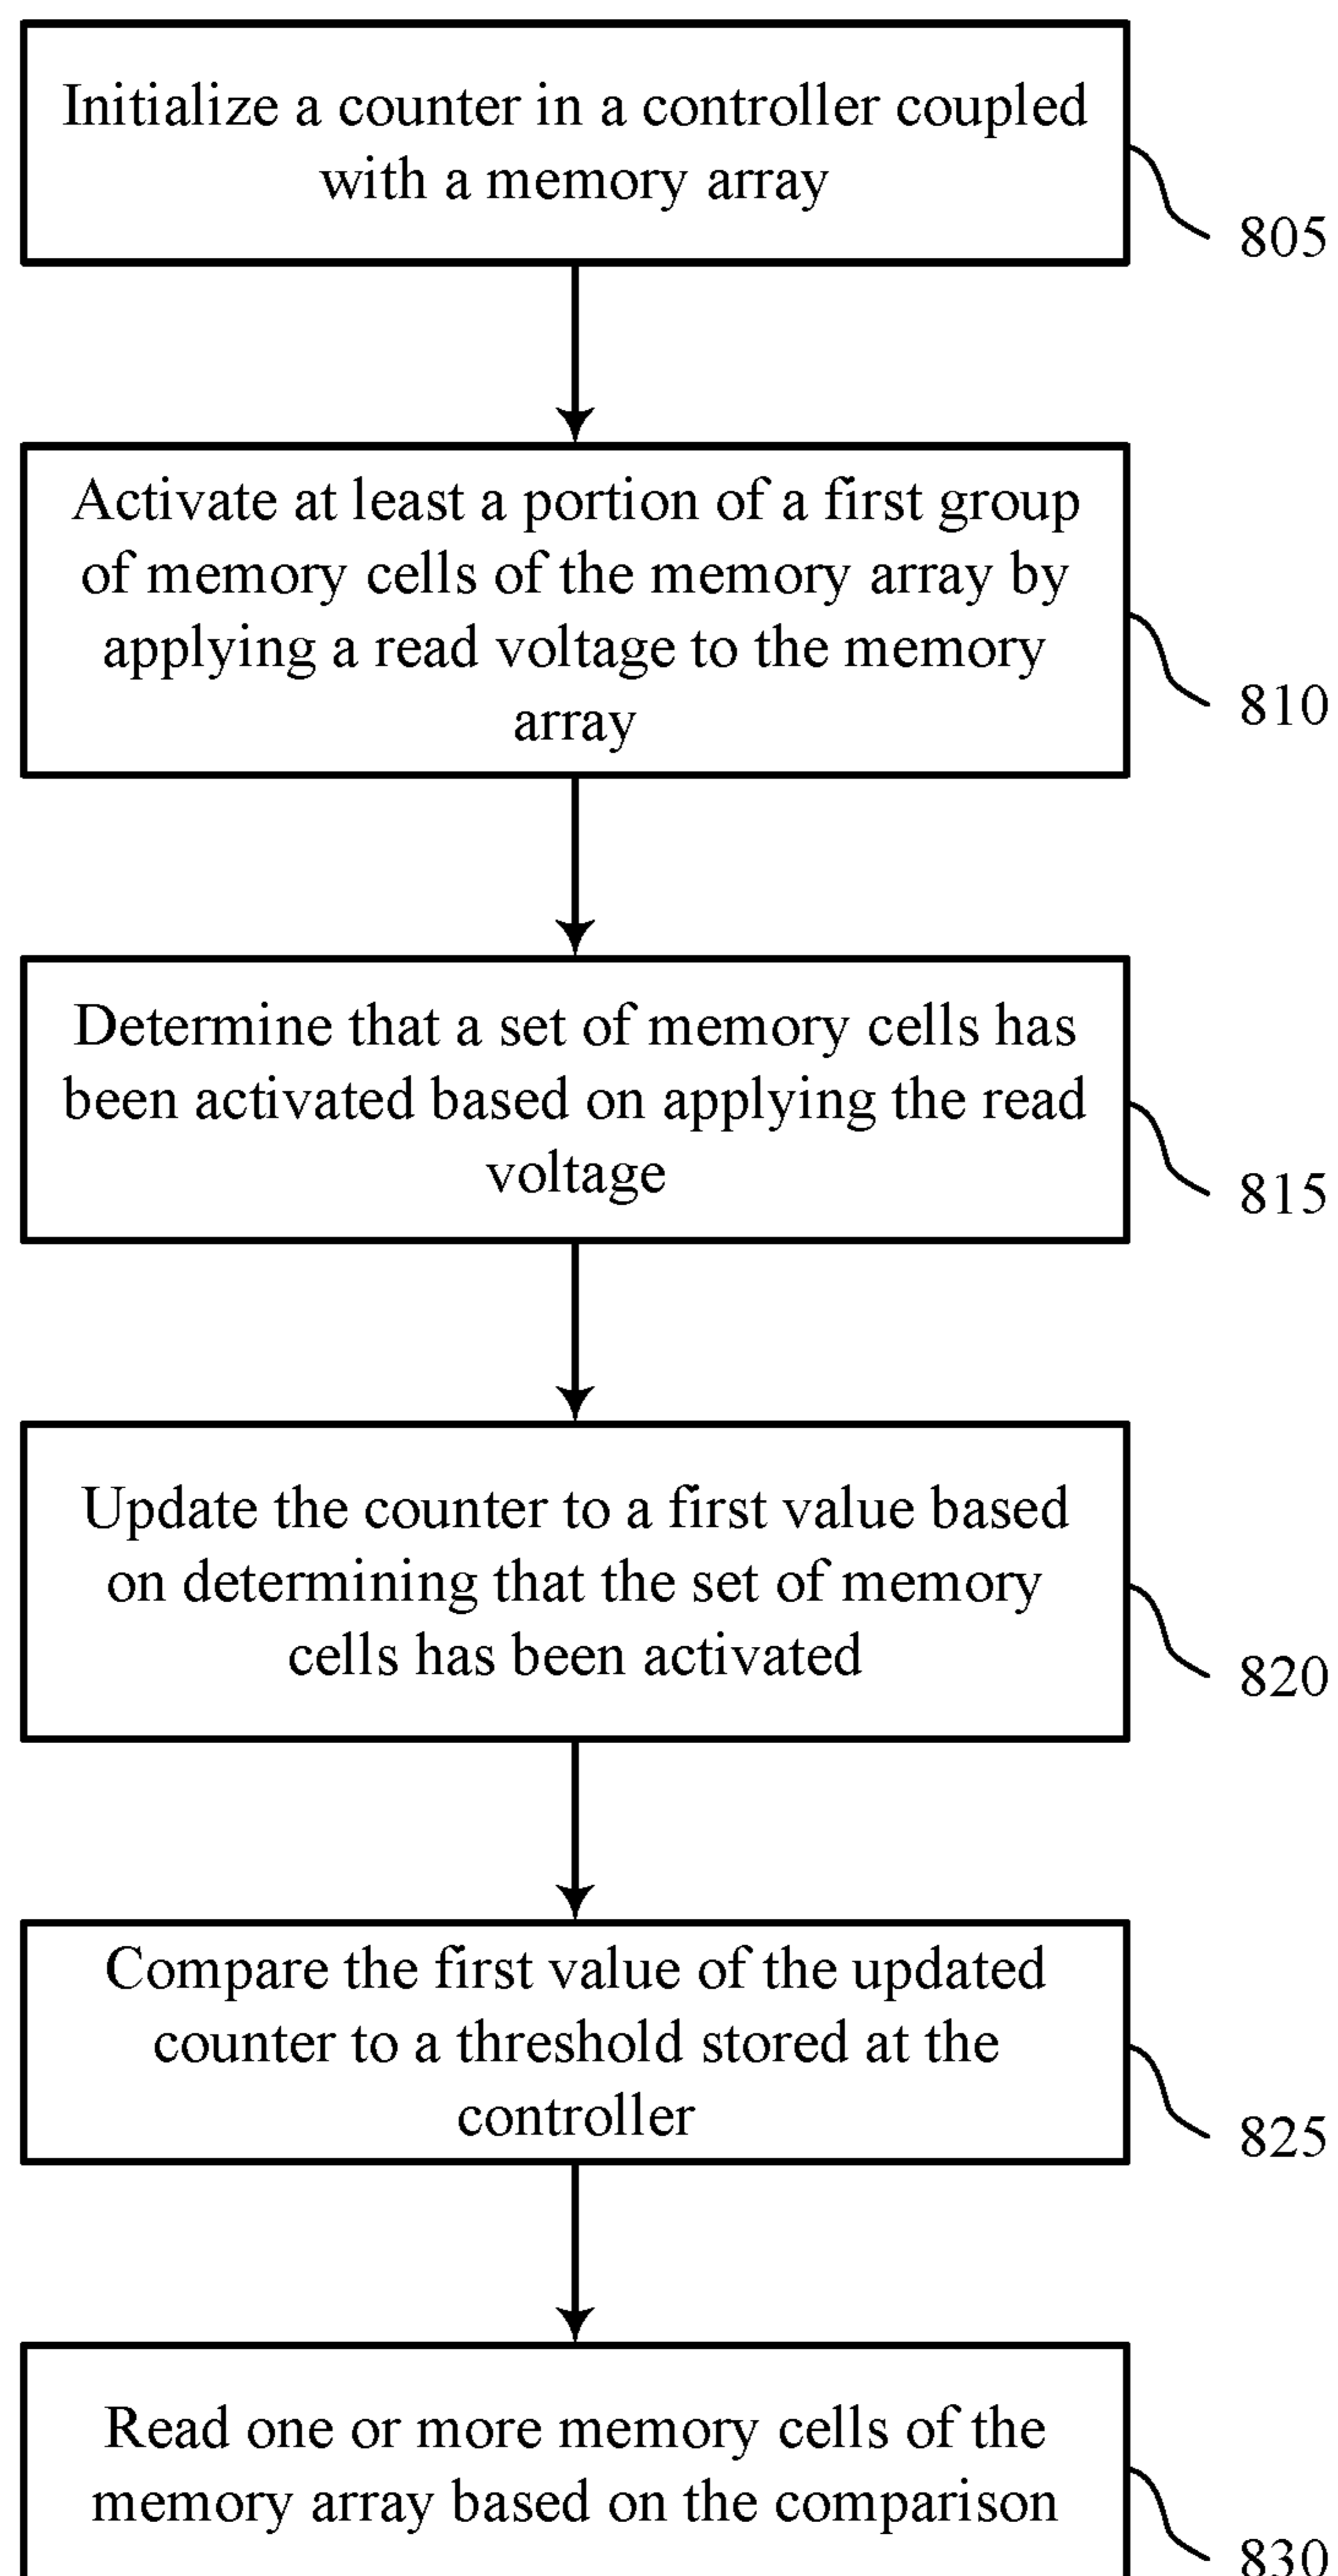 Initialize a counter in a controller coupled
with a memory array
805
Activate at least a portion of a first group
of memory cells of the memory array by
applying a read voltage to the memory
array
810
Determine that a set of memory cells has
been activated based on applying the read
voltage
815
Update the counter to a first value based
on determining that the set of memory
cells has been activated
820
Compare the first value of the updated
counter to a threshold stored at the
controller
825
Read one or more memory cells of the
memory array based on the comparison
830